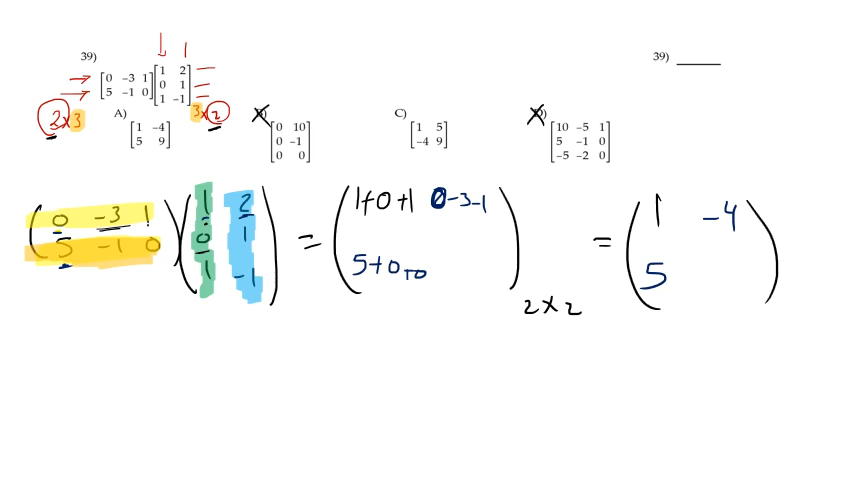 39)
39) ______
[0 −3 1; 5 −1 0] [1 2; 0 1; 1 −1]
2x3 3x2
A) [1 −4; 5 9]
[0 10; 0 −1; 0 0]
C) [1 5; −4 9]
D) [10 −5 1; 5 −1 0; −5 −2 0]
(0 −3 1; 5 −1 0) (1 2; 0 1; 1 −1) = (1+0+1 0−3−1; 5+0+0) 2x2 = (1 −4; 5)